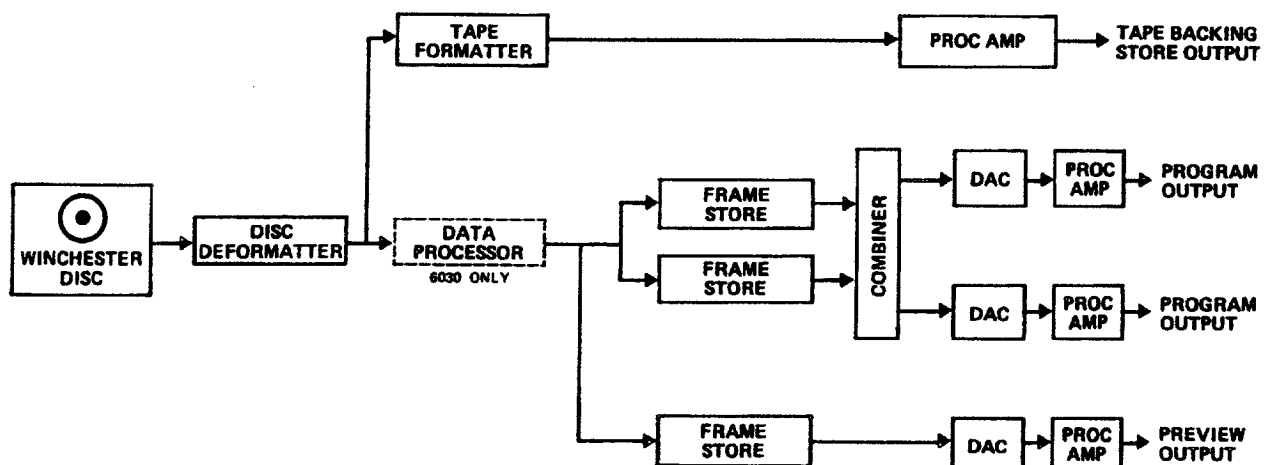 TAPE
FORMATTER
PROC AMP
TAPE BACKING
STORE OUTPUT
WINCHESTER
DISC
DISC
DEFORMATTER
DATA
PROCESSOR
6030 ONLY
FRAME
STORE
FRAME
STORE
COMBINER
DAC
PROC
AMP
PROGRAM
OUTPUT
DAC
PROC
AMP
PROGRAM
OUTPUT
FRAME
STORE
DAC
PROC
AMP
PREVIEW
OUTPUT